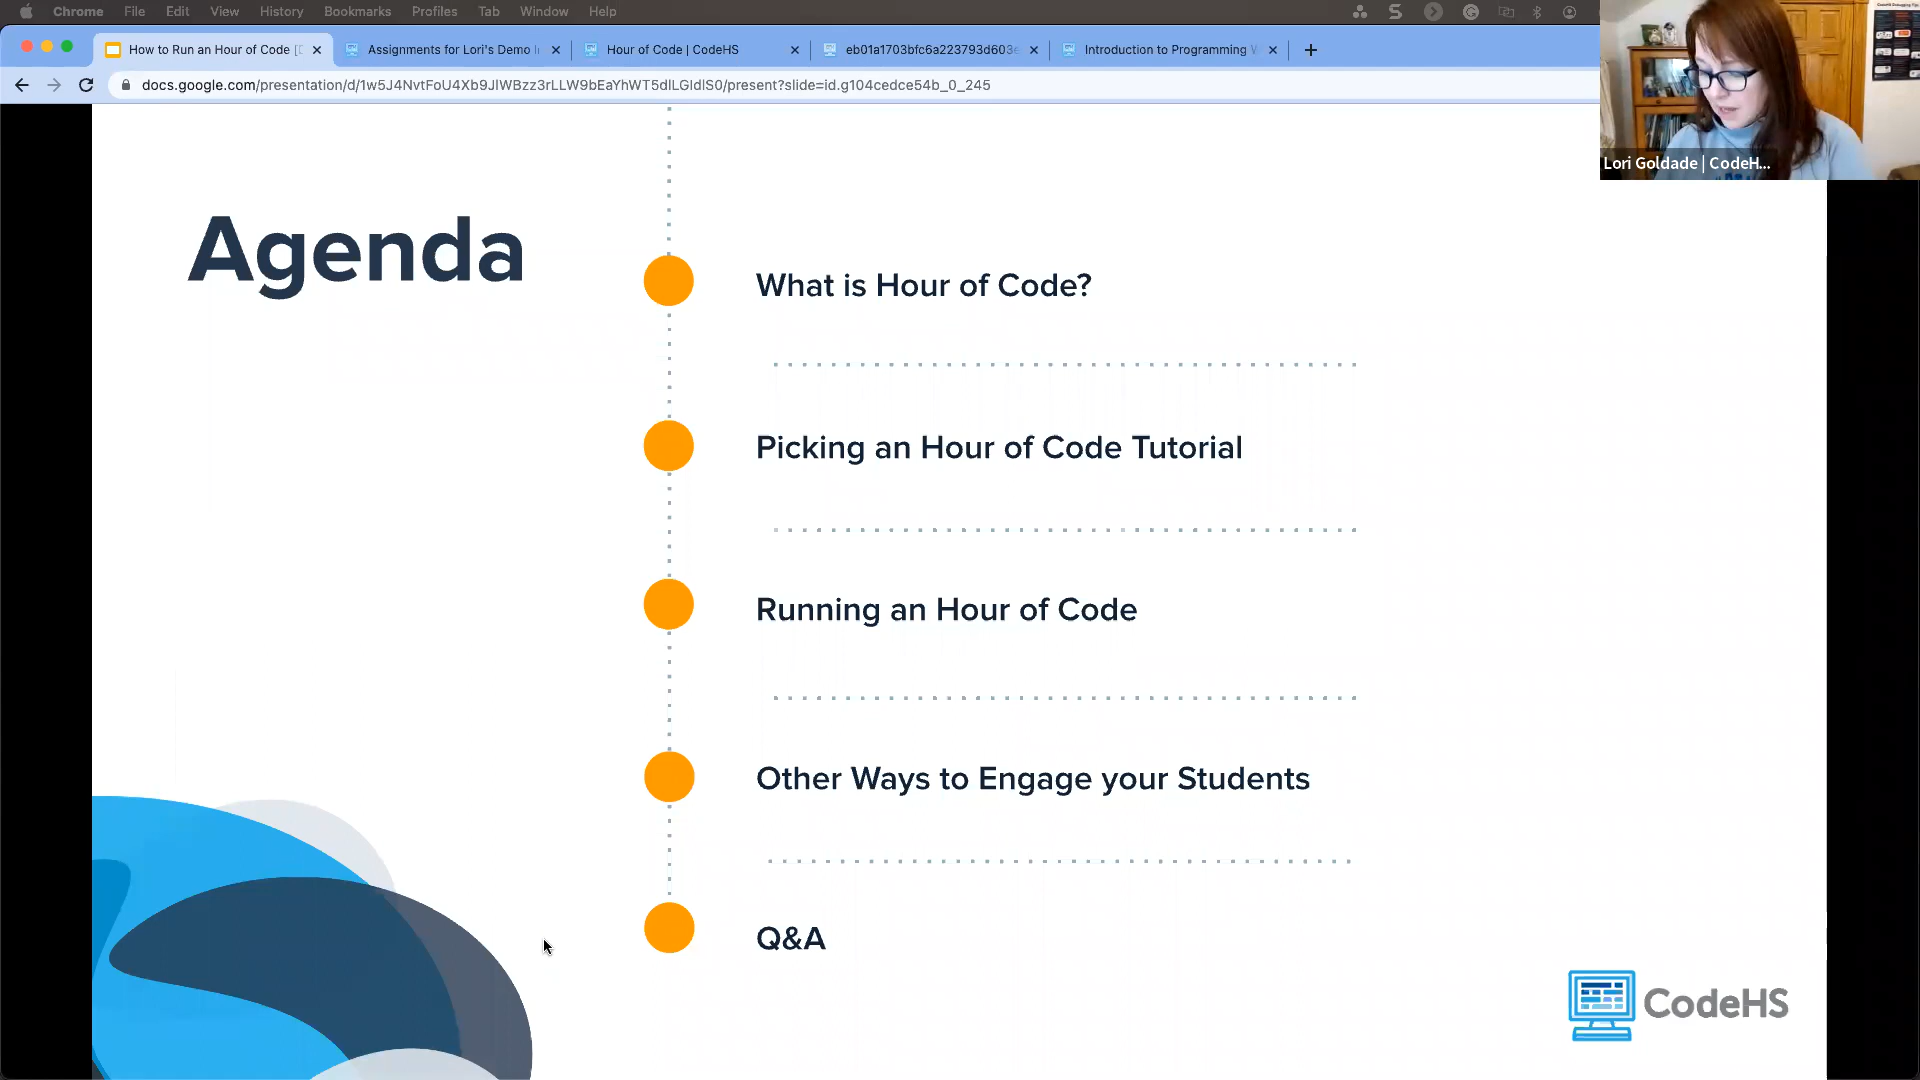 Chrome File Edit View History Bookmarks Profiles Tab Window Help
How to Run an Hour of Code [
Assignments for Lori's Demo
Hour of Code | CodeHS
eb01a1703bfc6a223793d603
Introduction to Programming
docs.google.com/presentation/d/1w5J4NvtFoU4Xb9JlWBzz3rLLW9bEaYhWT5dlLGldlS0/present?slide=id.g104cedce54b_0_245
Lori Goldade | CodeH...
Agenda
What is Hour of Code?
Picking an Hour of Code Tutorial
Running an Hour of Code
Other Ways to Engage your Students
Q&A
CodeHS